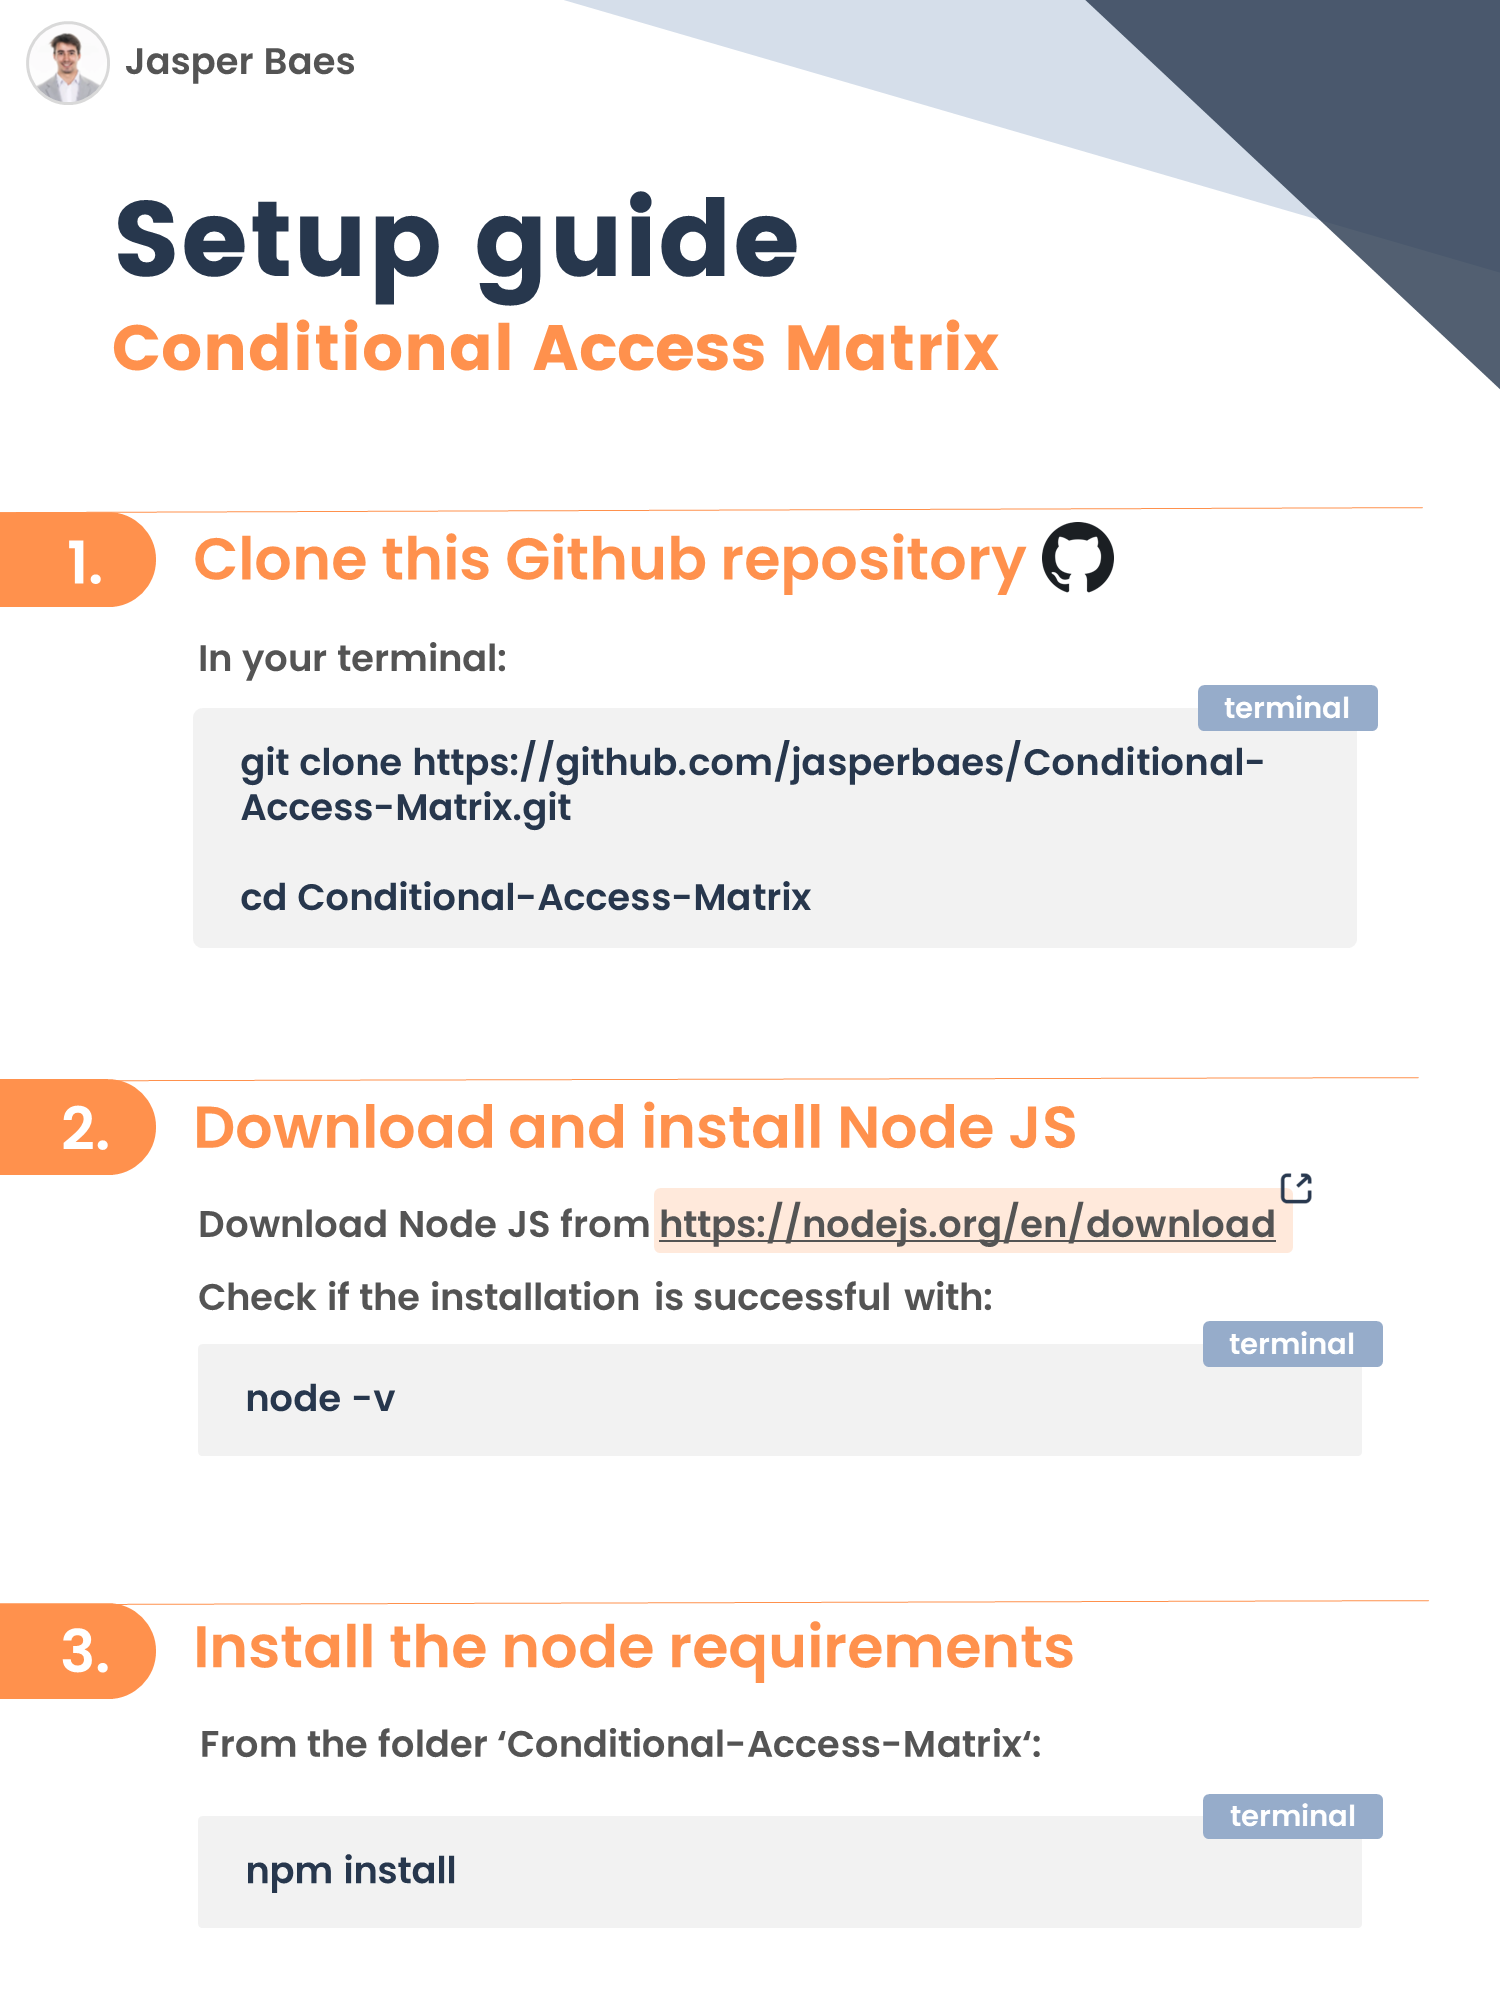 Jasper Baes
Setup guide
Conditional Access Matrix
1.
Clone this Github repository
In your terminal:
terminal
git clone https://github.com/jasperbaes/Conditional-
Access-Matrix.git
cd Conditional-Access-Matrix
2.
Download and install Node JS
Download Node JS from https://nodejs.org/en/download
Check if the installation is successful with:
terminal
node -v
3.
Install the node requirements
From the folder ‘Conditional-Access-Matrix‘:
terminal
npm install